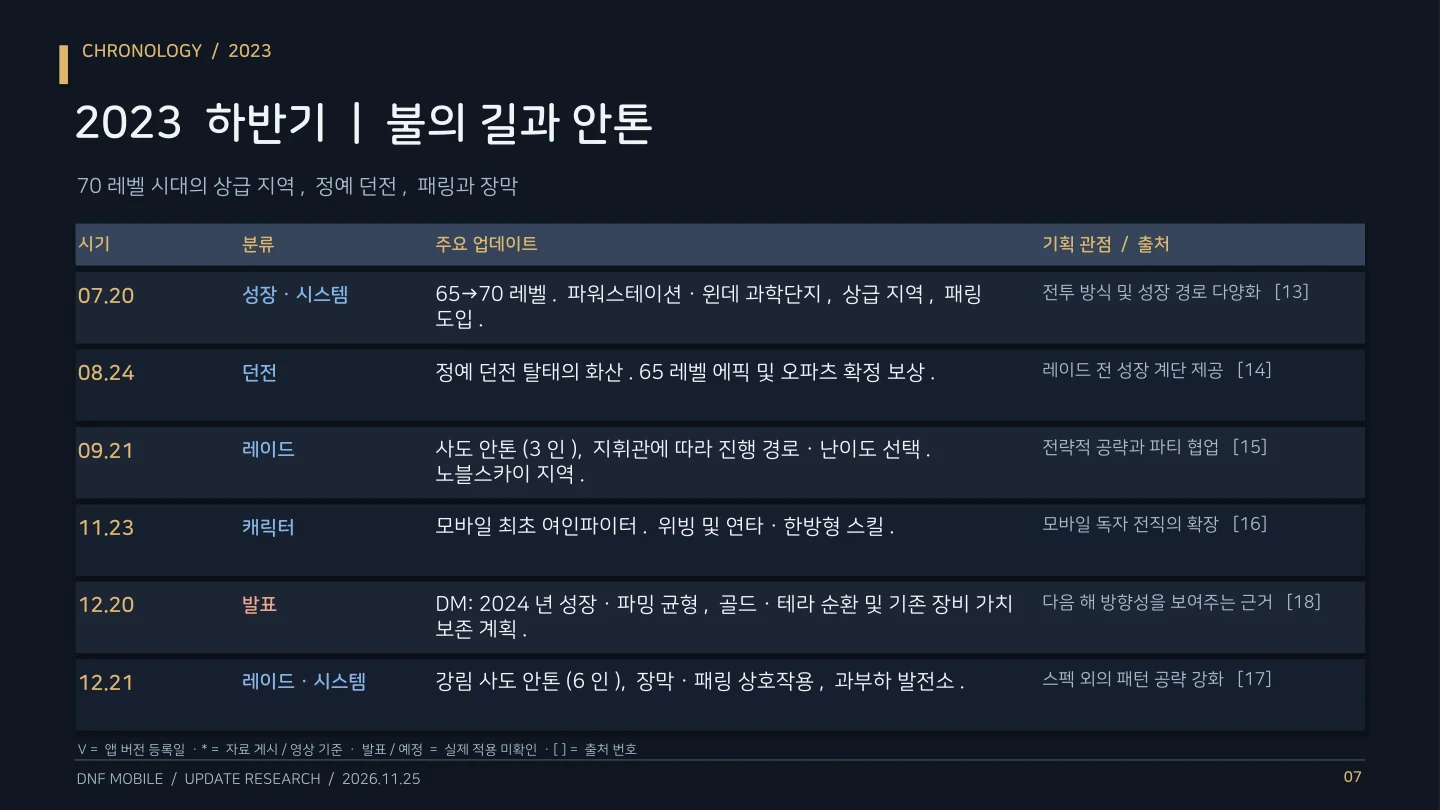 CHRONOLOGY / 2023
2023 하반기 | 불의 길과 안톤
70 레벨 시대의 상급 지역 , 정예 던전 , 패링과 장막
시기 분류 주요 업데이트 기획 관점 / 출처
07.20 성장 · 시스템 65→70 레벨 . 파워스테이션 · 윈데 과학단지 , 상급 지역 , 패링 전투 방식 및 성장 경로 다양화 [13]
도입 .
08.24 던전 정예 던전 탈태의 화산 . 65 레벨 에픽 및 오파츠 확정 보상 . 레이드 전 성장 계단 제공 [14]
09.21 레이드 사도 안톤 (3 인 ), 지휘관에 따라 진행 경로 · 난이도 선택 . 전략적 공략과 파티 협업 [15]
노블스카이 지역 .
11.23 캐릭터 모바일 최초 여인파이터 . 위빙 및 연타 · 한방형 스킬 . 모바일 독자 전직의 확장 [16]
12.20 발표 DM: 2024 년 성장 · 파밍 균형 , 골드 · 테라 순환 및 기존 장비 가치 다음 해 방향성을 보여주는 근거 [18]
보존 계획 .
12.21 레이드 · 시스템 강림 사도 안톤 (6 인 ), 장막 · 패링 상호작용 , 과부하 발전소 . 스펙 외의 패턴 공략 강화 [17]
V = 앱 버전 등록일 · * = 자료 게시 / 영상 기준 · 발표 / 예정 = 실제 적용 미확인 · [ ] = 출처 번호
DNF MOBILE / UPDATE RESEARCH / 2026.11.25 07